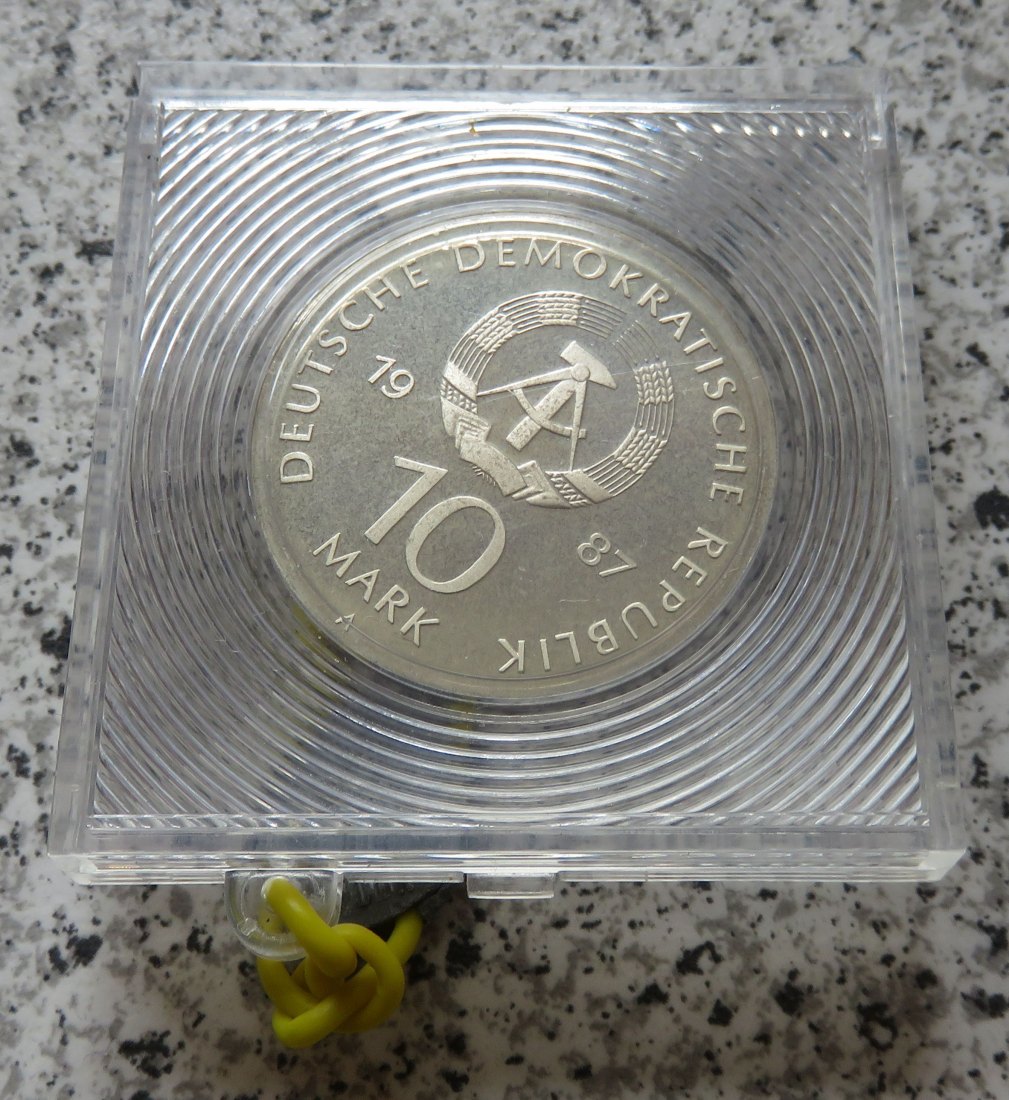 DEUTSCHE DEMOKRATISCHE REPUBLIK
19 87
10
MARK
A